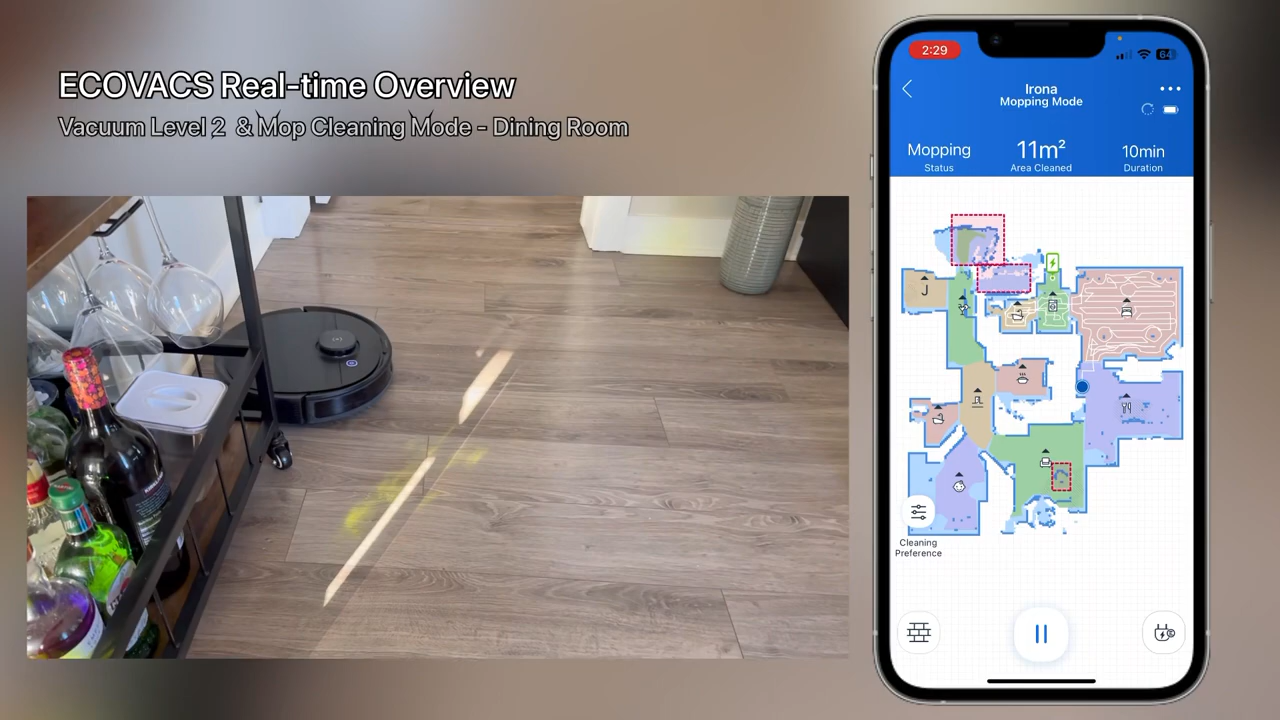 ECOVACS Real-time Overview
Vacuum Level 2 & Mop Cleaning Mode - Dining Room
2:29
64
Irona
Mopping Mode
Mopping
Status
11m²
Area Cleaned
10min
Duration
Cleaning
Preference